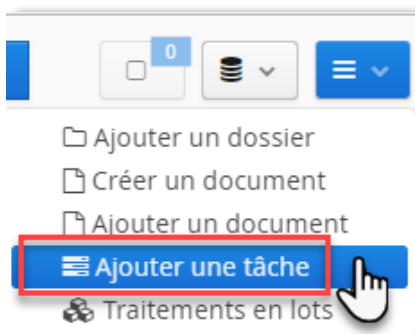 0
Ajouter un dossier
Créer un document
Ajouter un document
Ajouter une tâche
Traitements en lots